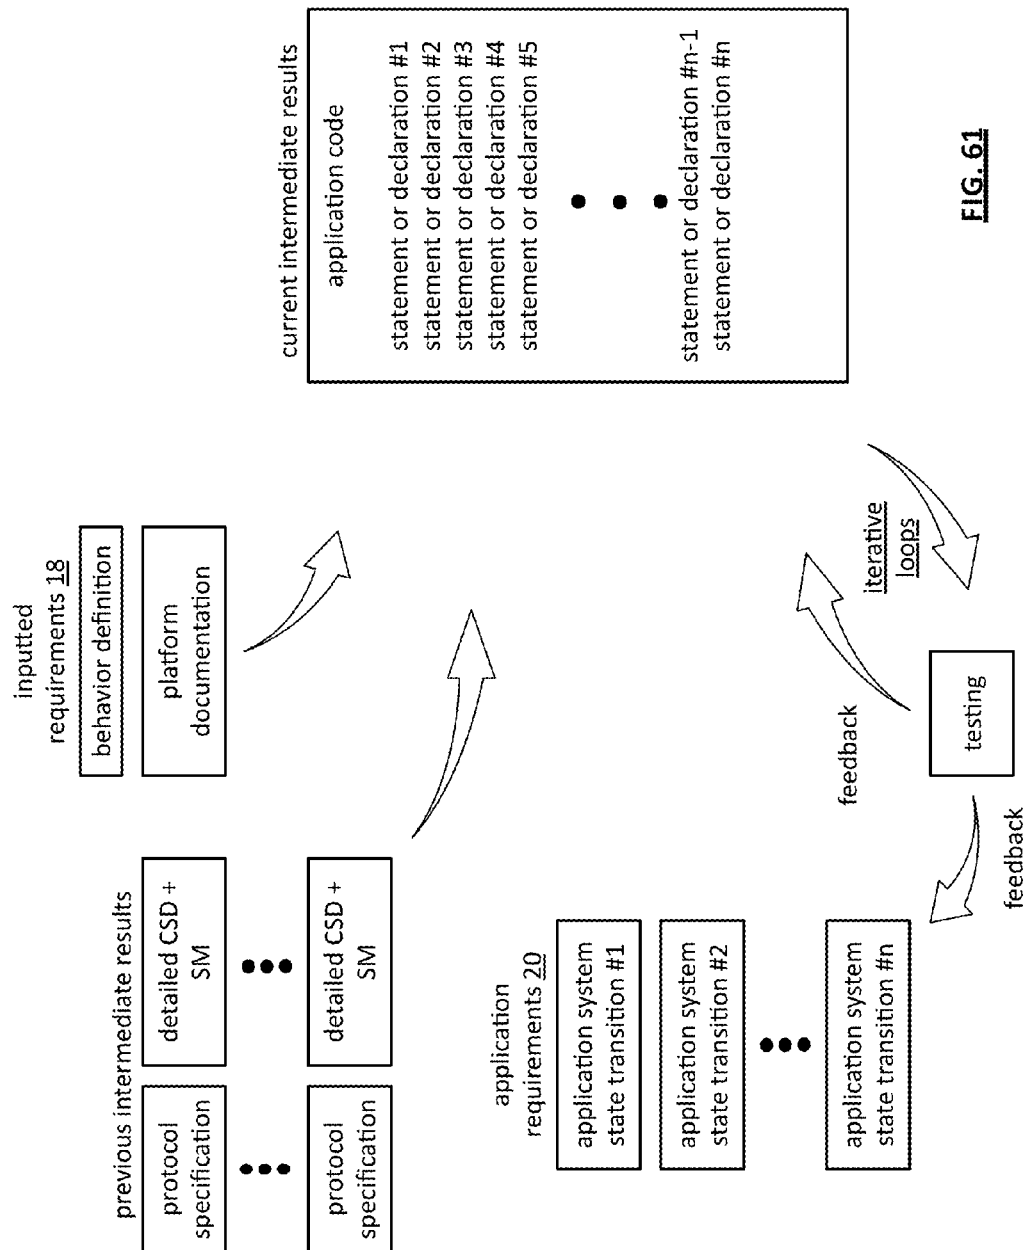 previous intermediate results
protocol
specification
detailed CSD +
SM
protocol
specification
detailed CSD +
SM
inputted
requirements 18
behavior definition
platform
documentation
current intermediate results
application code
statement or declaration #1
statement or declaration #2
statement or declaration #3
statement or declaration #4
statement or declaration #5
statement or declaration #n-1
statement or declaration #n
application
requirements 20
application system
state transition #1
application system
state transition #2
application system
state transition #n
feedback
feedback
testing
iterative
loops
FIG. 61